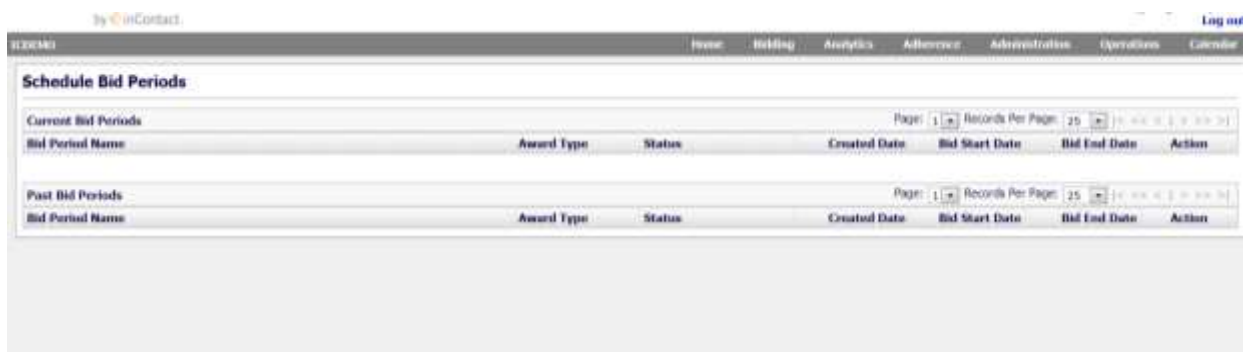 by inContact
Log out
ICDEMO
Home Bidding Analytics Adherence Administration Operations Calendar
Schedule Bid Periods
Current Bid Periods Page: 1 Records Per Page: 25 |< << < 1 > >> >|
Bid Period Name Award Type Status Created Date Bid Start Date Bid End Date Action
Past Bid Periods Page: 1 Records Per Page: 25 |< << < 1 > >> >|
Bid Period Name Award Type Status Created Date Bid Start Date Bid End Date Action